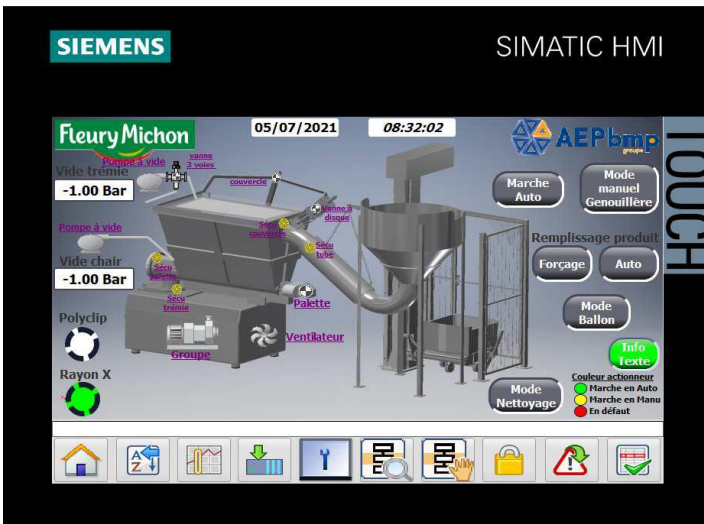 SIEMENS
SIMATIC HMI
TOUCH
Fleury Michon
05/07/2021
08:32:02
AEPbmp
groupe
Vide trémie
-1.00 Bar
Pompe à vide
vanne
3 voies
couvercle
Vanne à
disque
Sécu
couvercle
Sécu
tube
Marche
Auto
Mode
manuel
Genouillère
Pompe à vide
Vide chair
-1.00 Bar
Sécu
palette
Sécu
trémie
Palette
Remplissage produit
Forçage
Auto
Mode
Ballon
Polyclip
Rayon X
Groupe
Ventilateur
Info
Texte
Mode
Nettoyage
Couleur actionneur
Marche en Auto
Marche en Manu
En défaut
A
Z